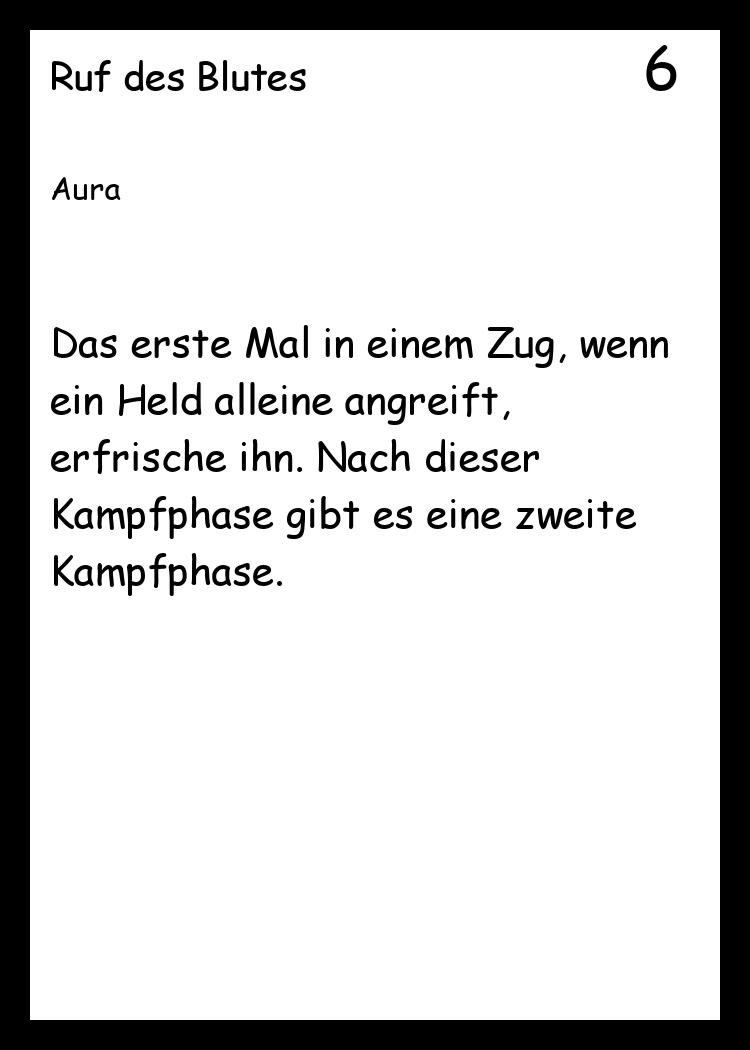 Ruf des Blutes 6
Aura
Das erste Mal in einem Zug, wenn
ein Held alleine angreift,
erfrische ihn. Nach dieser
Kampfphase gibt es eine zweite
Kampfphase.